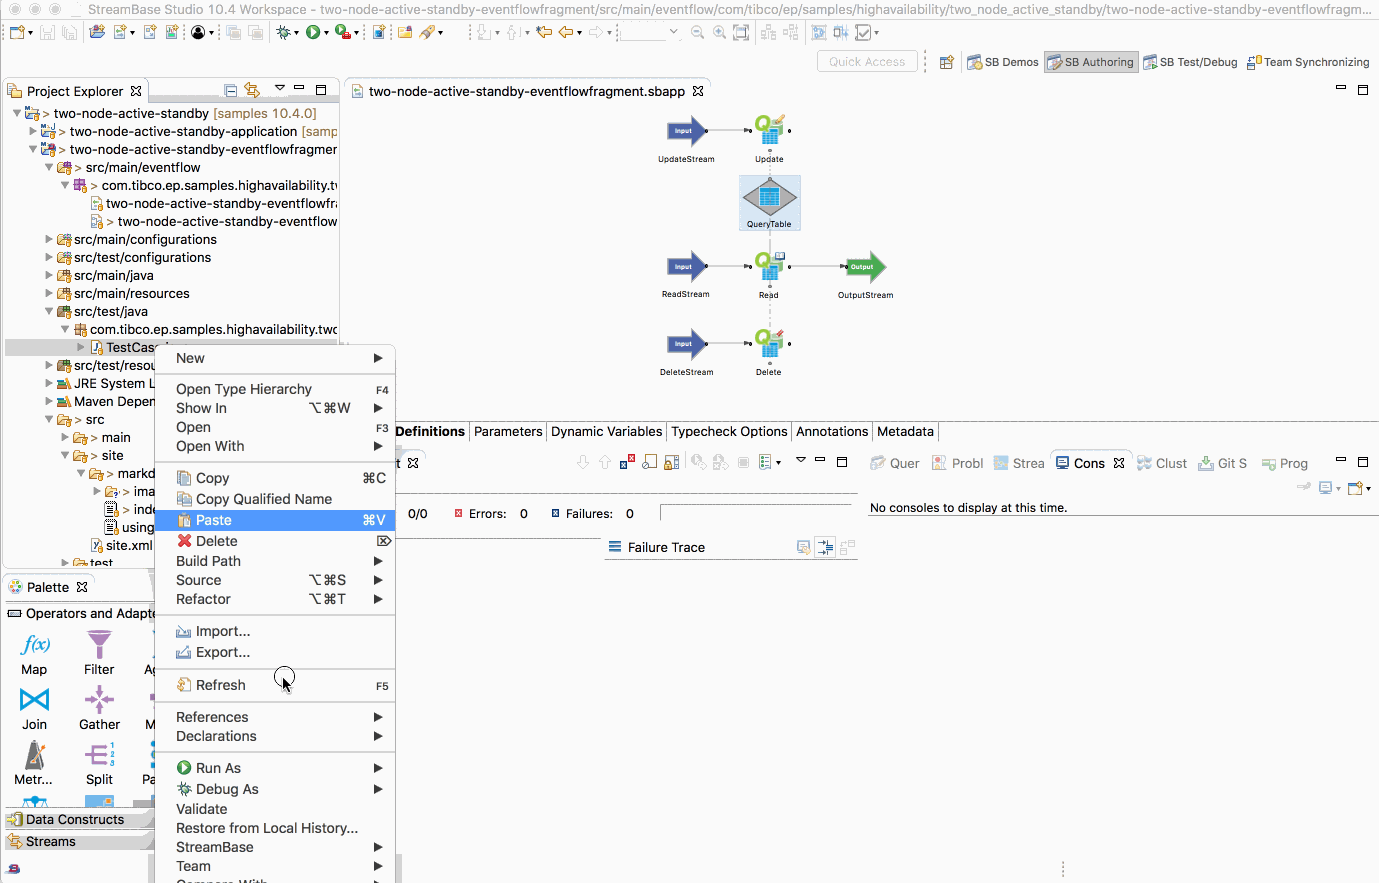 StreamBase Studio 10.4 Workspace - two-node-active-standby-eventflowfragment/src/main/eventflow/com/tibco/ep/samples/highavailability/two_node_active_standby/two-node-active-standby-eventflowfragm...
Quick Access
SB Demos
SB Authoring
SB Test/Debug
Team Synchronizing
Project Explorer
two-node-active-standby-eventflowfragment.sbapp
> two-node-active-standby [samples 10.4.0]
> two-node-active-standby-application [samp
> two-node-active-standby-eventflowfragmer
> src/main/eventflow
> com.tibco.ep.samples.highavailability.t
two-node-active-standby-eventflowfr
> two-node-active-standby-eventflow
src/main/configurations
src/test/configurations
src/main/java
src/main/resources
src/test/java
com.tibco.ep.samples.highavailability.twc
TestCas
src/test/resou
JRE System L
Maven Depen
> src
> main
> site
> markd
> ima
> inde
using
site.xml
test
Input
UpdateStream
Update
QueryTable
Input
ReadStream
Read
Output
OutputStream
Input
DeleteStream
Delete
New
Open Type Hierarchy F4
Show In ⌥⌘W
Open F3
Open With
Copy ⌘C
Copy Qualified Name
Paste ⌘V
Delete ⌦
Build Path
Source ⌥⌘S
Refactor ⌥⌘T
Import...
Export...
Refresh F5
References
Declarations
Run As
Debug As
Validate
Restore from Local History...
StreamBase
Team
Compare With
Definitions
Parameters
Dynamic Variables
Typecheck Options
Annotations
Metadata
t
0/0
Errors: 0
Failures: 0
Failure Trace
Quer
Probl
Strea
Cons
Clust
Git S
Prog
No consoles to display at this time.
Palette
Operators and Adapte
f(x)
Map
Filter
Ag
Join
Gather
M
Metr...
1
2
3
Split
Pa
Data Constructs
Streams